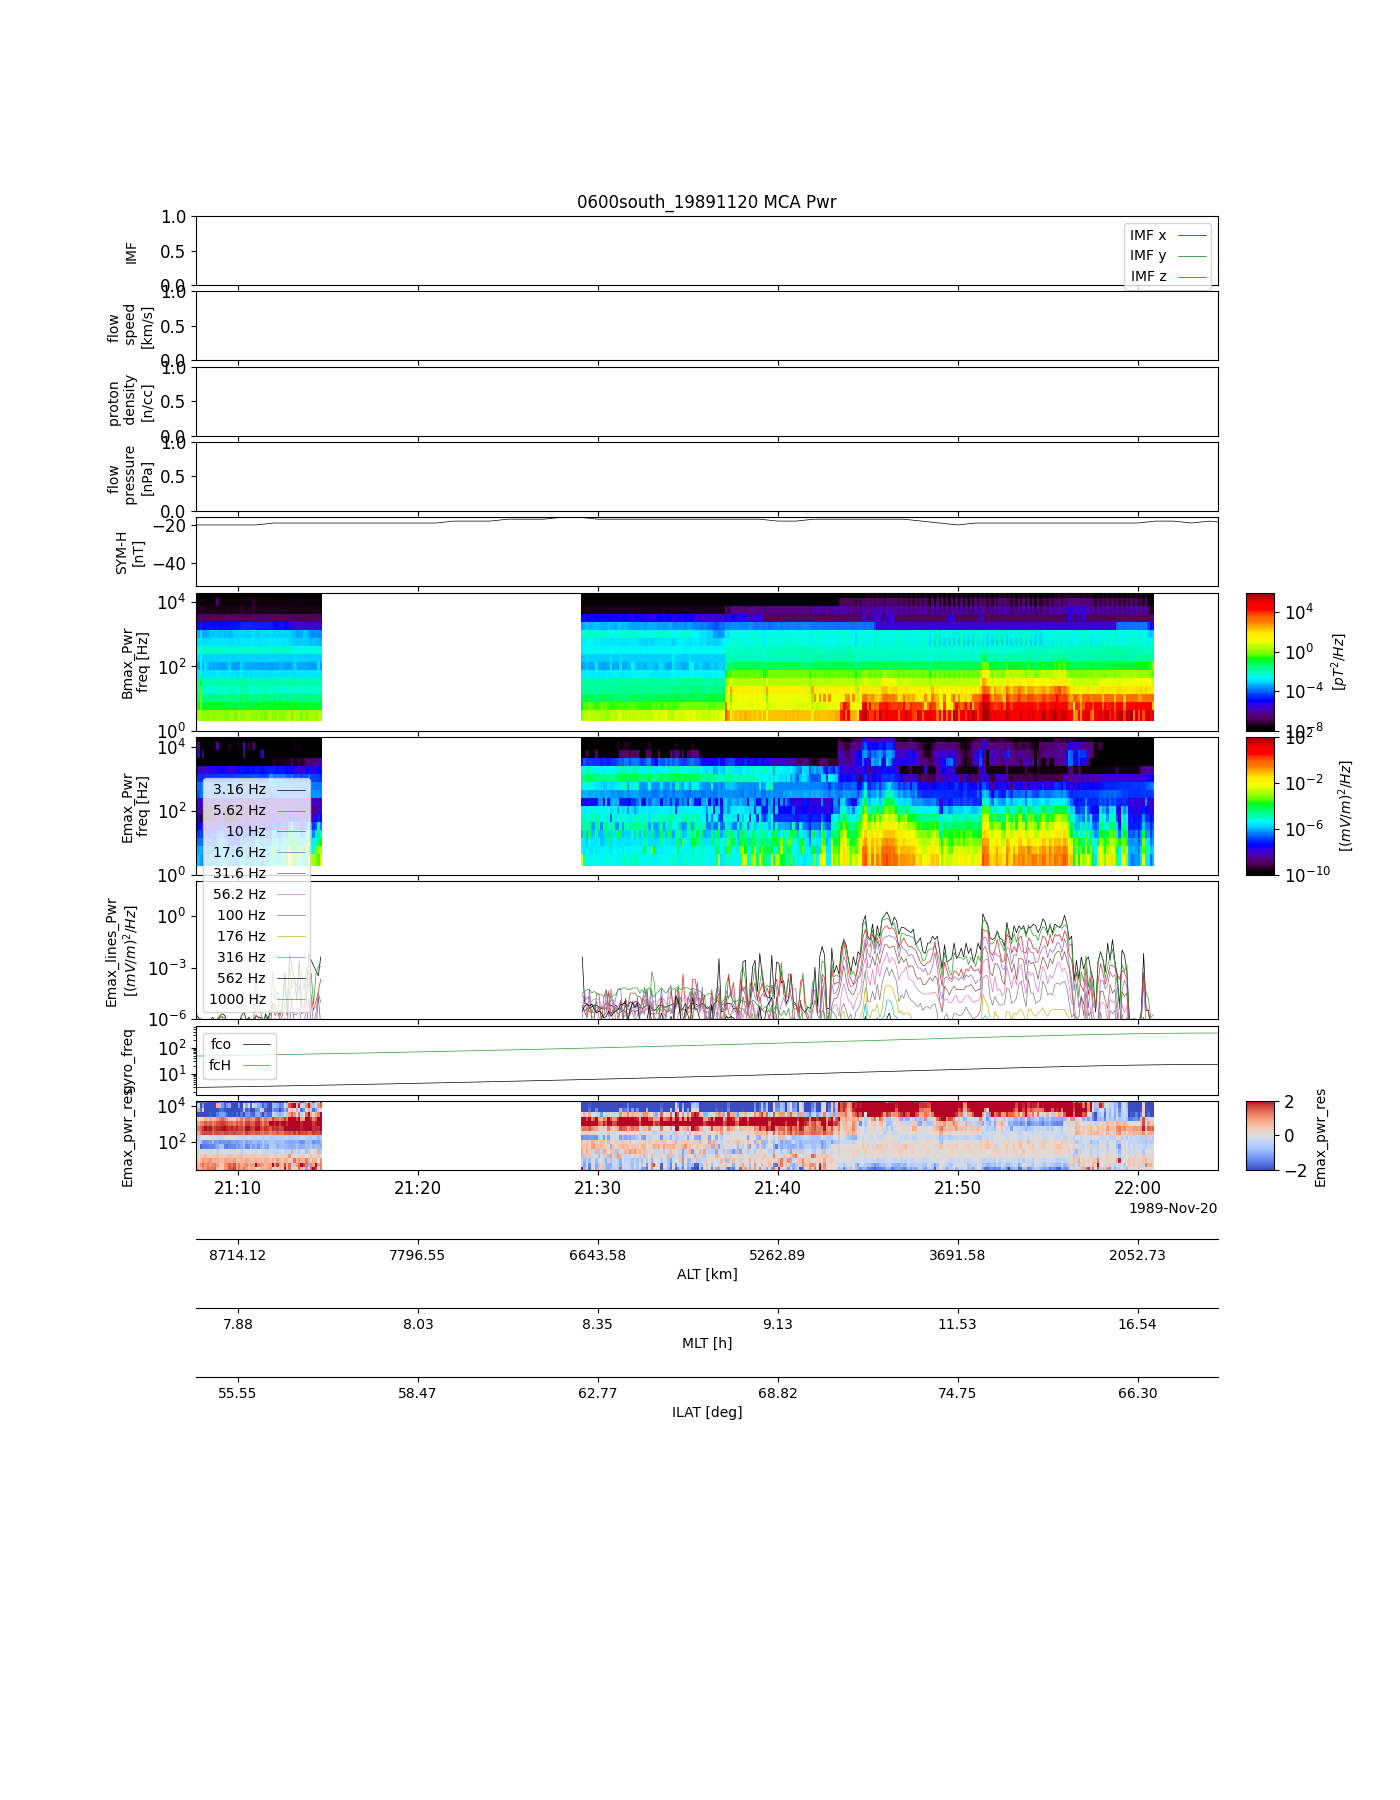 0600south_19891120 MCA Pwr
1.0
0.5
0.0
IMF
IMF x
IMF y
IMF z
1.0
0.5
0.0
flow
speed
[km/s]
1.0
0.5
0.0
proton
density
[n/cc]
1.0
0.5
0.0
flow
pressure
[nPa]
−20
−40
SYM-H
[nT]
10^4
10^2
10^0
Bmax_Pwr
freq [Hz]
10^4
10^0
10^−4
10^−8
[pT^2/Hz]
10^4
10^2
10^0
Emax_Pwr
freq [Hz]
10^2
10^−2
10^−6
10^−10
[(mV/m)^2/Hz]
3.16 Hz
5.62 Hz
10 Hz
17.6 Hz
31.6 Hz
56.2 Hz
100 Hz
176 Hz
316 Hz
562 Hz
1000 Hz
10^0
10^−3
10^−6
Emax_lines_Pwr
[(mV/m)^2/Hz]
10^2
10^1
gyro_freq
fco
fcH
10^4
10^2
Emax_pwr_res
2
0
−2
Emax_pwr_res
21:10 21:20 21:30 21:40 21:50 22:00
1989-Nov-20
8714.12 7796.55 6643.58 5262.89 3691.58 2052.73
ALT [km]
7.88 8.03 8.35 9.13 11.53 16.54
MLT [h]
55.55 58.47 62.77 68.82 74.75 66.30
ILAT [deg]